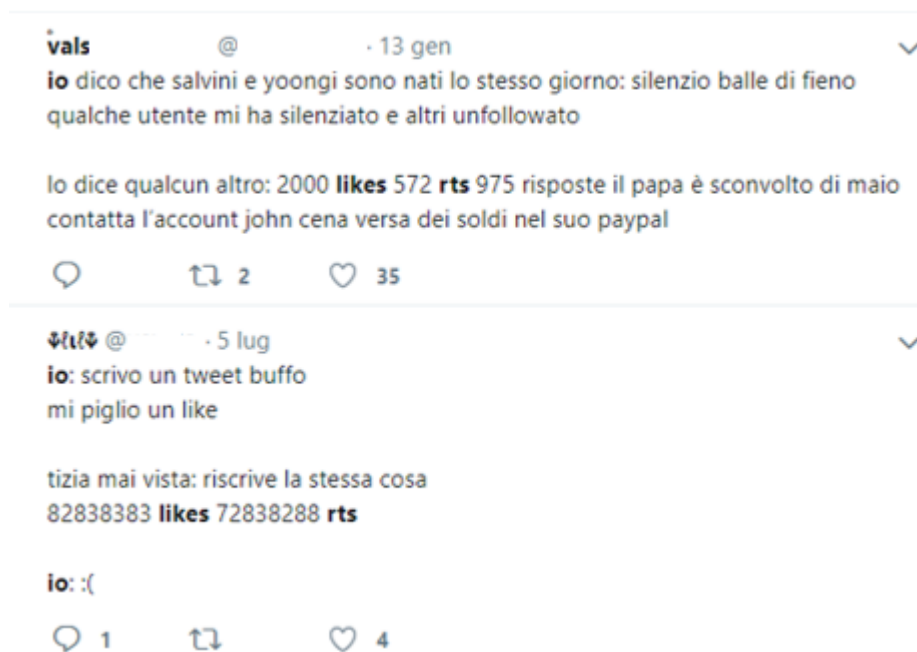 vals @ · 13 gen
io dico che salvini e yoongi sono nati lo stesso giorno: silenzio balle di fieno
qualche utente mi ha silenziato e altri unfollowato
lo dice qualcun altro: 2000 likes 572 rts 975 risposte il papa è sconvolto di maio
contatta l'account john cena versa dei soldi nel suo paypal
2 35
@ · 5 lug
io: scrivo un tweet buffo
mi piglio un like
tizia mai vista: riscrive la stessa cosa
82838383 likes 72838288 rts
io: :(
1 4